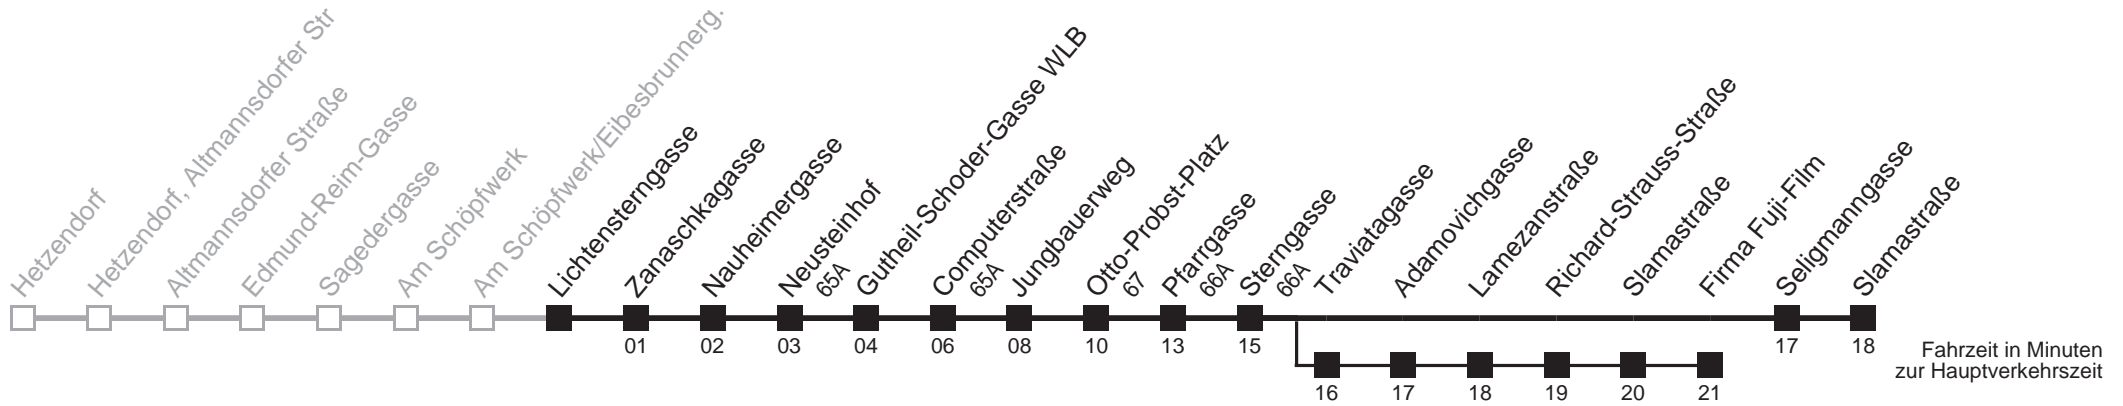 Hetzendorf
Hetzendorf, Altmannsdorfer Str
Altmannsdorfer Straße
Edmund-Reim-Gasse
Sagedergasse
Am Schöpfwerk
Am Schöpfwerk/Eibesbrunnerg.
Lichtensterngasse
Zanaschkagasse
Nauheimergasse
Neusteinhof
65A
Gutheil-Schoder-Gasse WLB
Computerstraße
65A
Jungbauerweg
Otto-Probst-Platz
67
Pfarrgasse
66A
Sterngasse
66A
Traviatagasse
Adamovichgasse
Lamezanstraße
Richard-Strauss-Straße
Slamastraße
Firma Fuji-Film
Seligmanngasse
Slamastraße
01 02 03 04 06 08 10 13 15 17 18
16 17 18 19 20 21
Fahrzeit in Minuten
zur Hauptverkehrszeit